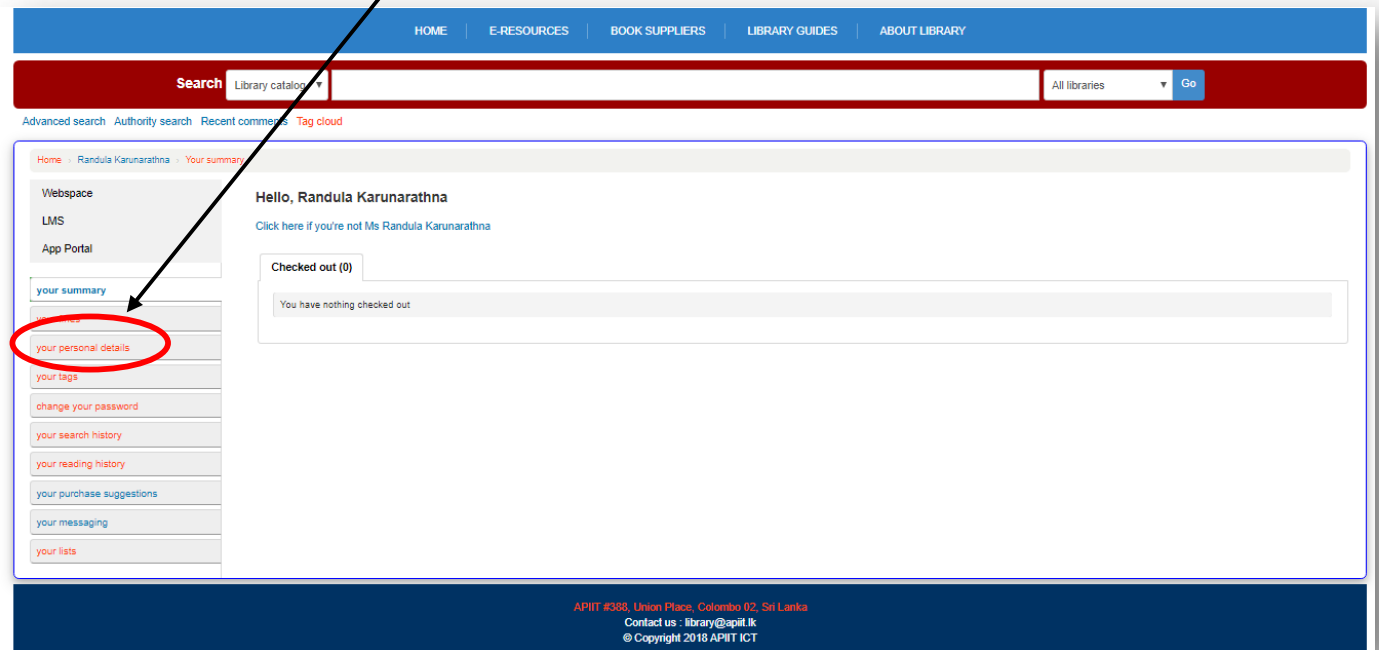 HOME E-RESOURCES BOOK SUPPLIERS LIBRARY GUIDES ABOUT LIBRARY
Search Library catalog All libraries Go
Advanced search Authority search Recent comments Tag cloud
Home › Randula Karunarathna › Your summary
Webspace
LMS
App Portal
your summary
your personal details
your tags
change your password
your search history
your reading history
your purchase suggestions
your messaging
your lists
Hello, Randula Karunarathna
Click here if you're not Ms Randula Karunarathna
Checked out (0)
You have nothing checked out
APIIT #388, Union Place, Colombo 02, Sri Lanka
Contact us : library@apiit.lk
© Copyright 2018 APIIT ICT